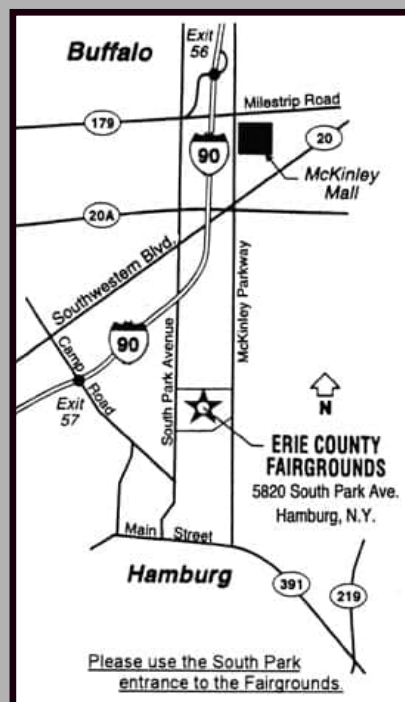 Exit
56
Buffalo
Milestrip Road
179
20
90
McKinley
Mall
20A
Southwestern Blvd.
McKinley Parkway
90
South Park Avenue
Camp Road
Exit
57
N
ERIE COUNTY
FAIRGROUNDS
5820 South Park Ave.
Hamburg, N.Y.
Main Street
Hamburg
391
219
Please use the South Park
entrance to the Fairgrounds.